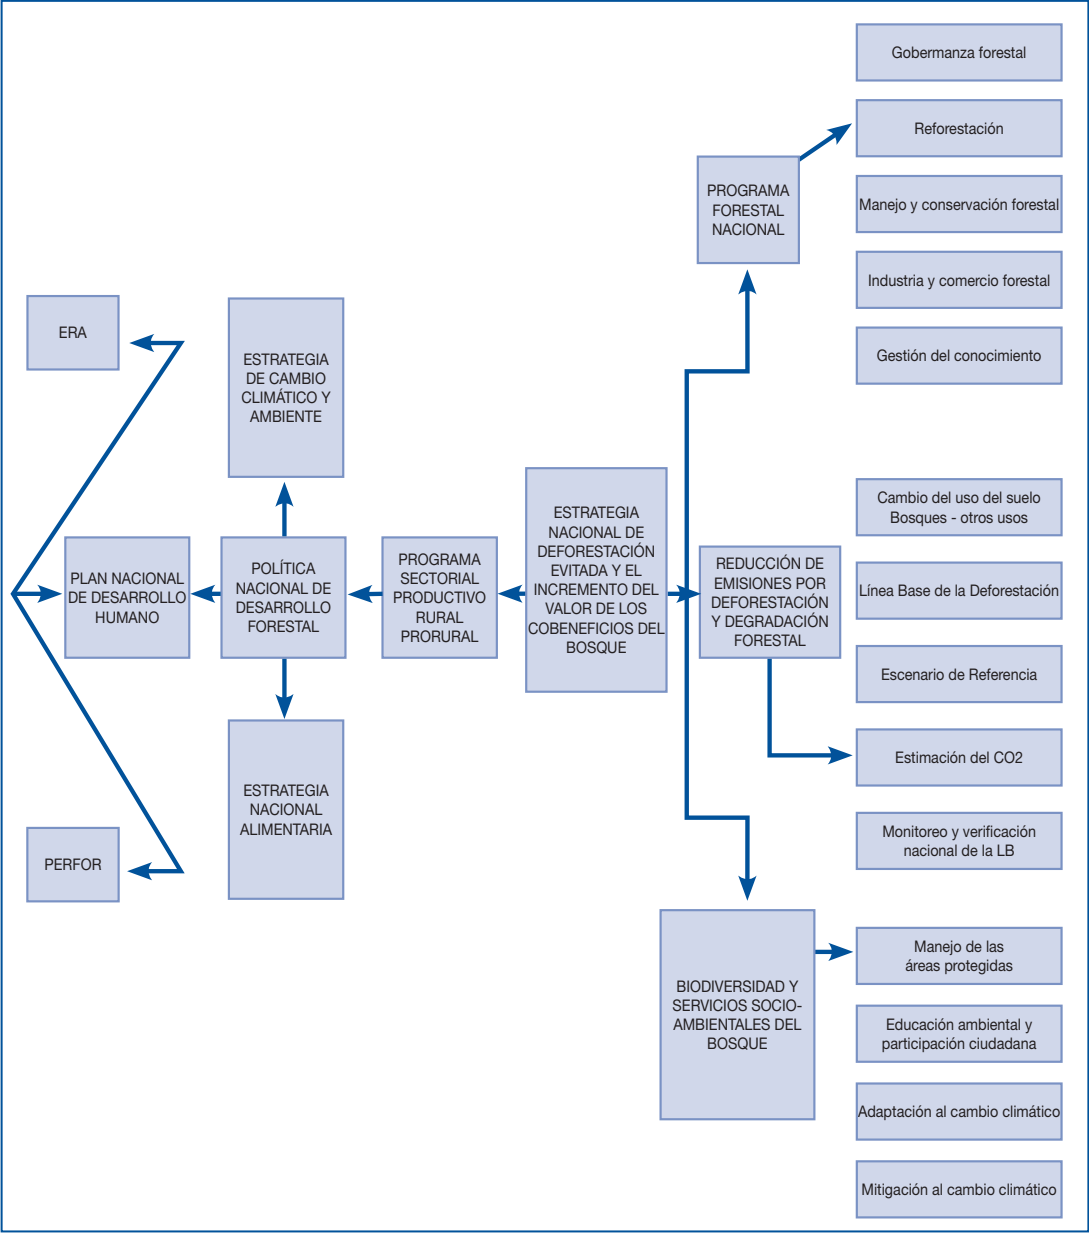 ERA
PLAN NACIONAL
DE DESARROLLO
HUMANO
PERFOR
ESTRATEGIA
DE CAMBIO
CLIMÁTICO Y
AMBIENTE
POLÍTICA
NACIONAL DE
DESARROLLO
FORESTAL
ESTRATEGIA
NACIONAL
ALIMENTARIA
PROGRAMA
SECTORIAL
PRODUCTIVO
RURAL
PRORURAL
ESTRATEGIA
NACIONAL DE
DEFORESTACIÓN
EVITADA Y EL
INCREMENTO DEL
VALOR DE LOS
COBENEFICIOS DEL
BOSQUE
PROGRAMA
FORESTAL
NACIONAL
Gobermanza forestal
Reforestación
Manejo y conservación forestal
Industria y comercio forestal
Gestión del conocimiento
REDUCCIÓN DE
EMISIONES POR
DEFORESTACIÓN
Y DEGRADACIÓN
FORESTAL
Cambio del uso del suelo
Bosques - otros usos
Línea Base de la Deforestación
Escenario de Referencia
Estimación del CO2
Monitoreo y verificación
nacional de la LB
BIODIVERSIDAD Y
SERVICIOS SOCIO-
AMBIENTALES DEL
BOSQUE
Manejo de las
áreas protegidas
Educación ambiental y
participación ciudadana
Adaptación al cambio climático
Mitigación al cambio climático